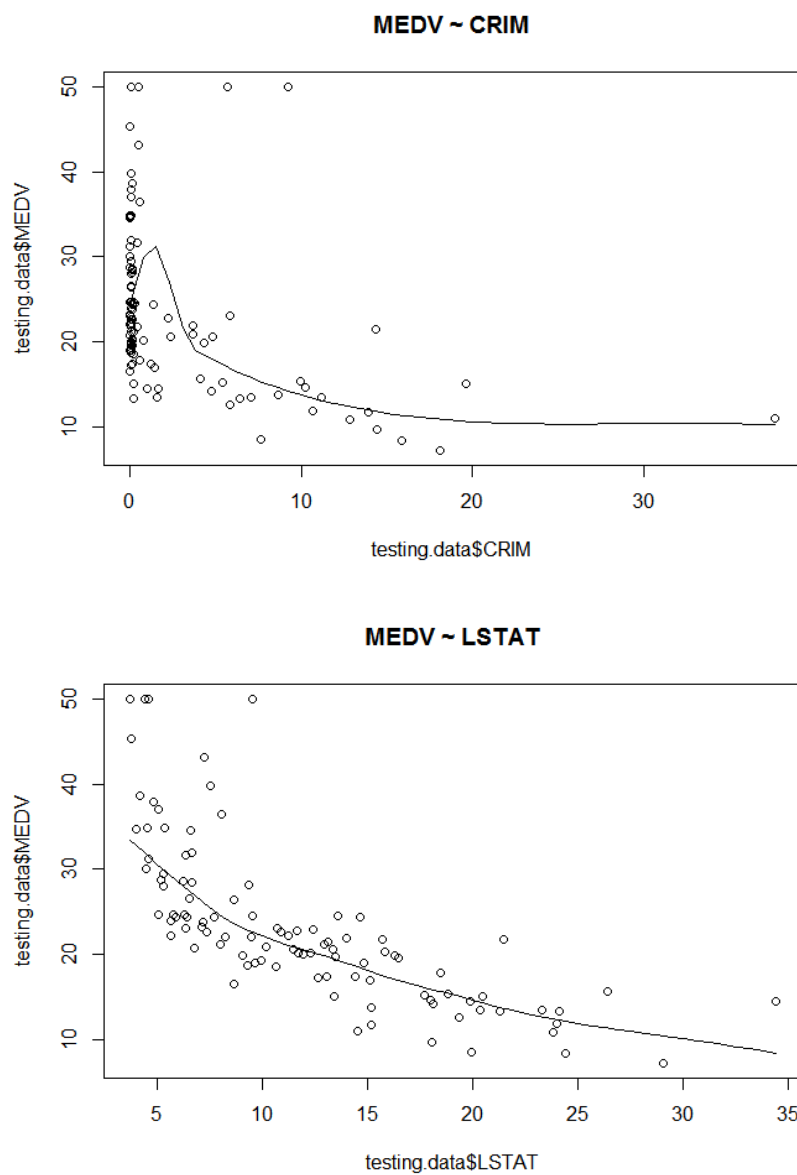 MEDV ~ CRIM
50
40
30
20
10
testing.data$MEDV
0 10 20 30
testing.data$CRIM
MEDV ~ LSTAT
50
40
30
20
10
testing.data$MEDV
5 10 15 20 25 30 35
testing.data$LSTAT